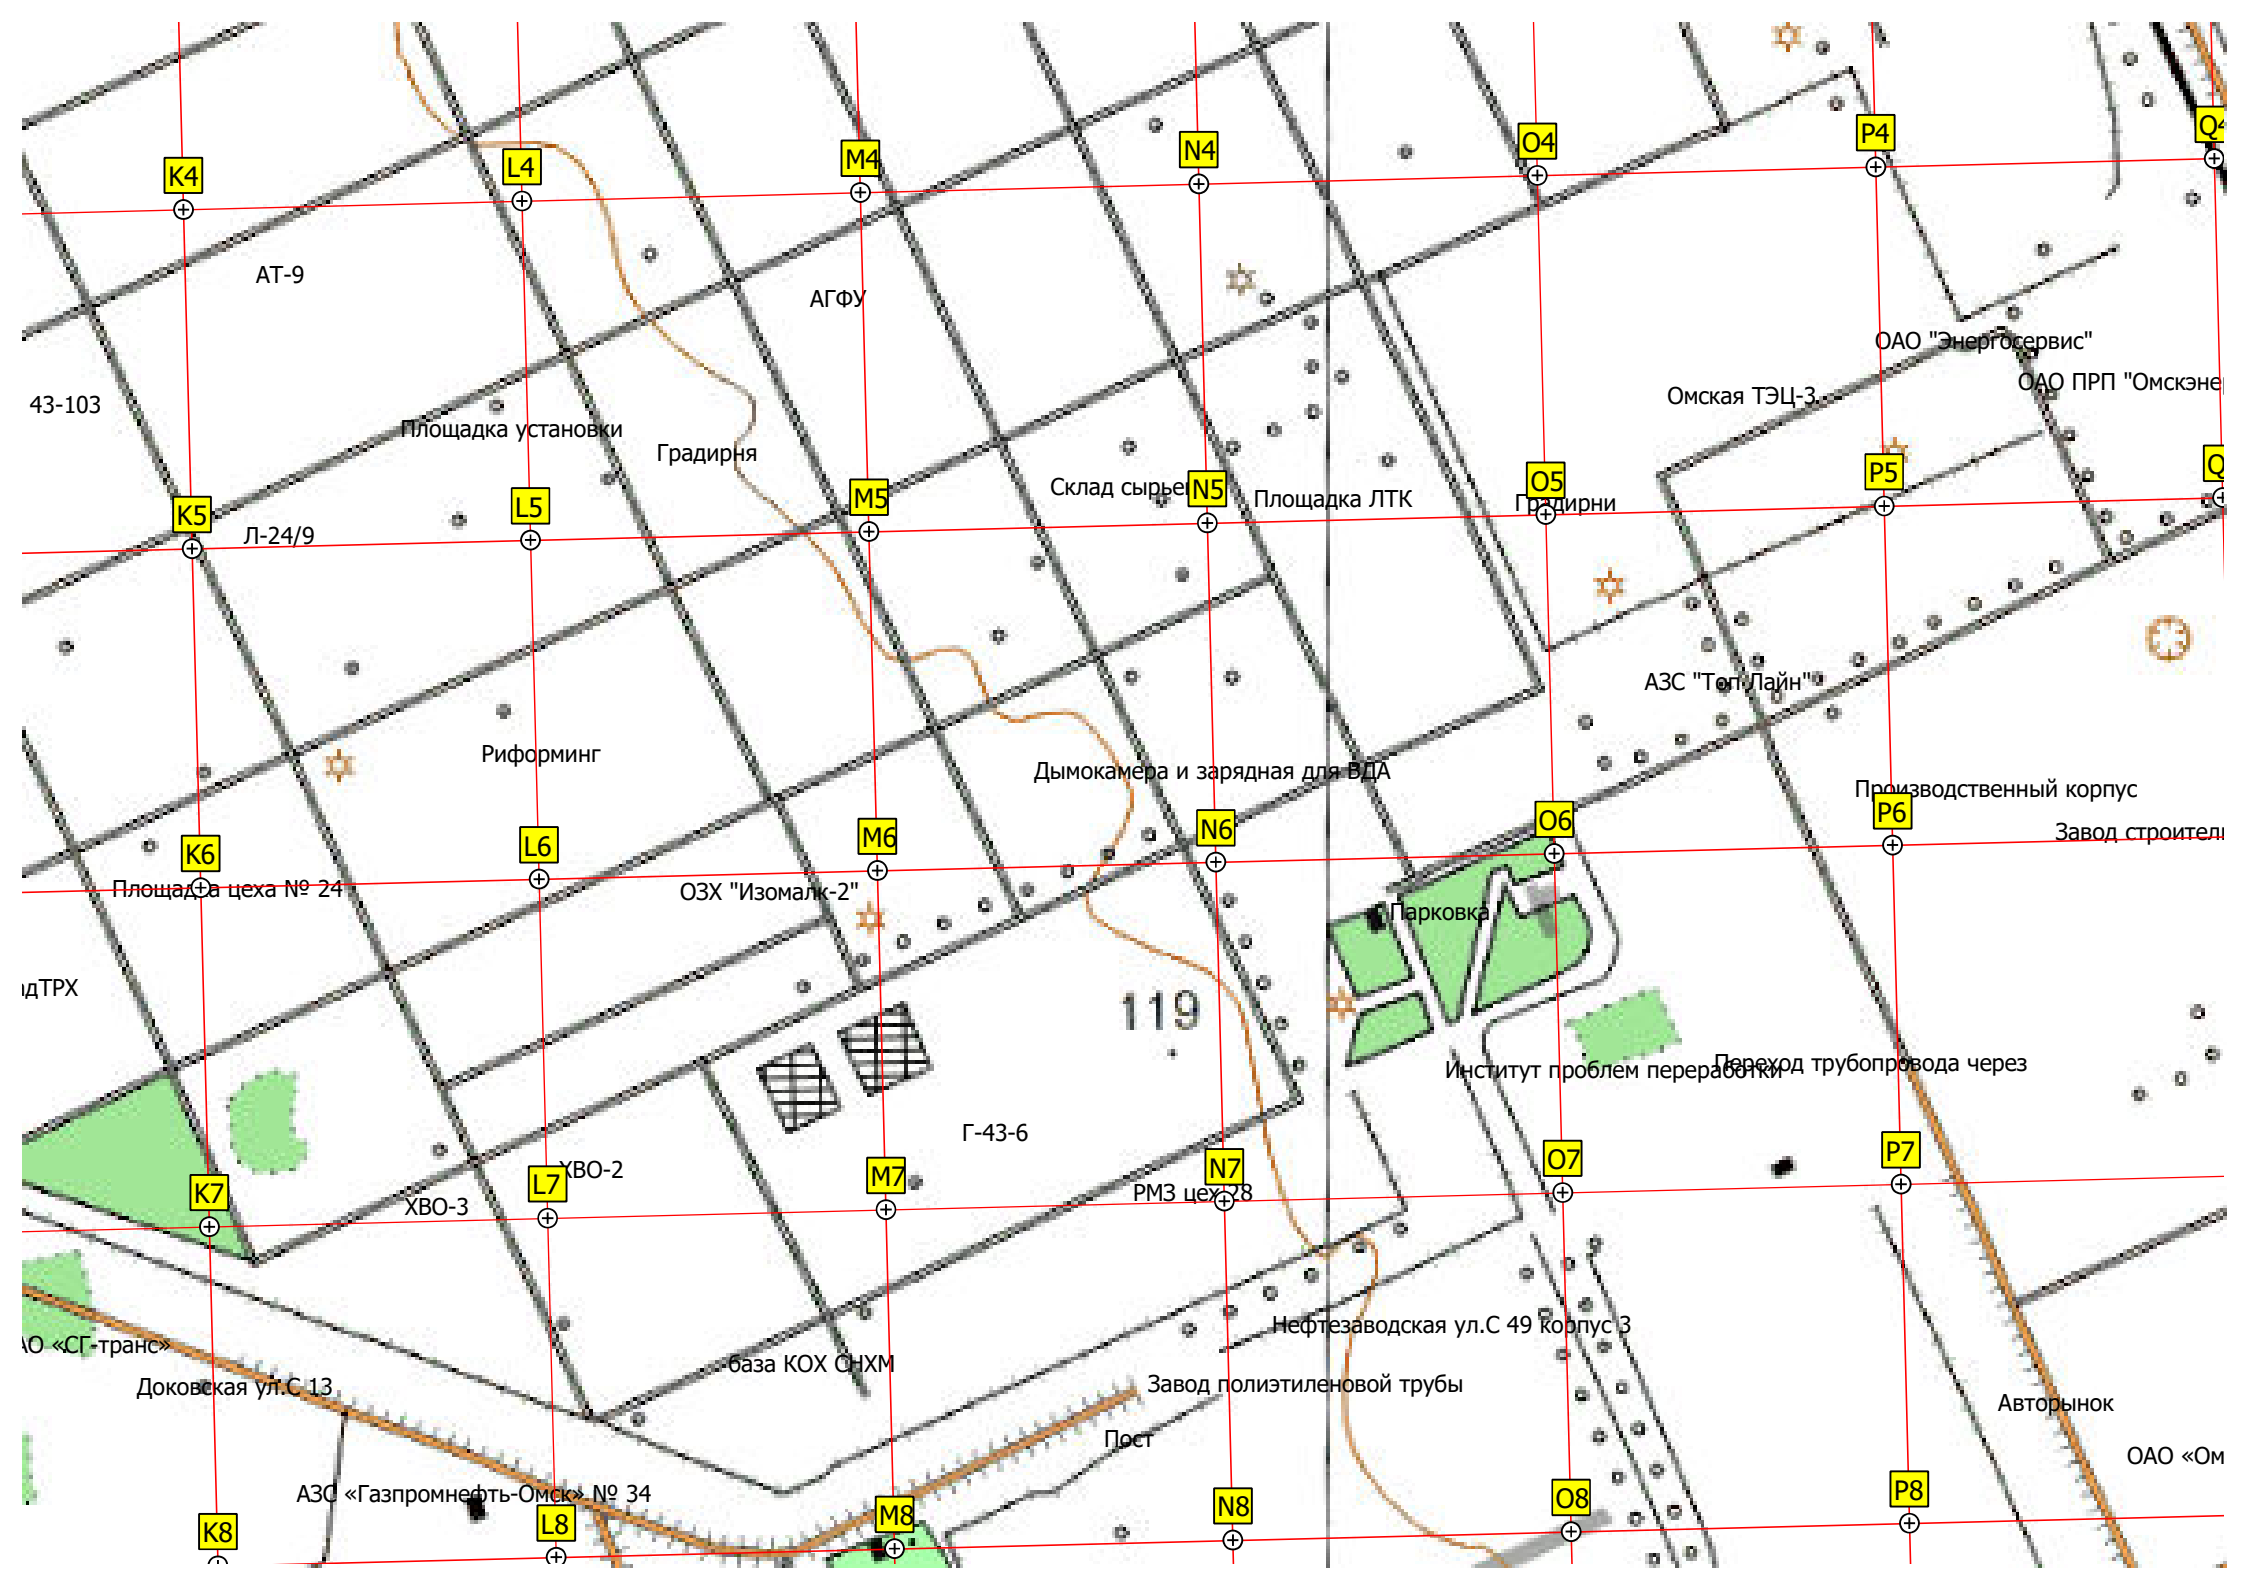 K4
L4
M4
N4
O4
P4
Q4
АТ-9
АГФУ
ОАО "Энергосервис"
ОАО ПРП "Омскэне
Омская ТЭЦ-3
43-103
Площадка установки
Градирня
Склад сырье
Площадка ЛТК
Градирни
K5
L5
M5
N5
O5
P5
Q
Л-24/9
АЗС "Топ Лайн"
Риформинг
Дымокамера и зарядная для ВДА
Производственный корпус
Завод строител
K6
L6
M6
N6
O6
P6
Площадка цеха № 24
ОЗХ "Изомалк-2"
Парковка
адТРХ
119
Институт проблем переработки
Переход трубопровода через
Г-43-6
ХВО-2
ХВО-3
РМЗ цех 28
K7
L7
M7
N7
O7
P7
АО «СГ-транс»
Доковская ул.С 13
база КОХ СНХМ
Нефтезаводская ул.С 49 корпус 3
Завод полиэтиленовой трубы
Авторынок
Пост
ОАО «Ом
АЗС «Газпромнефть-Омск» № 34
K8
L8
M8
N8
O8
P8